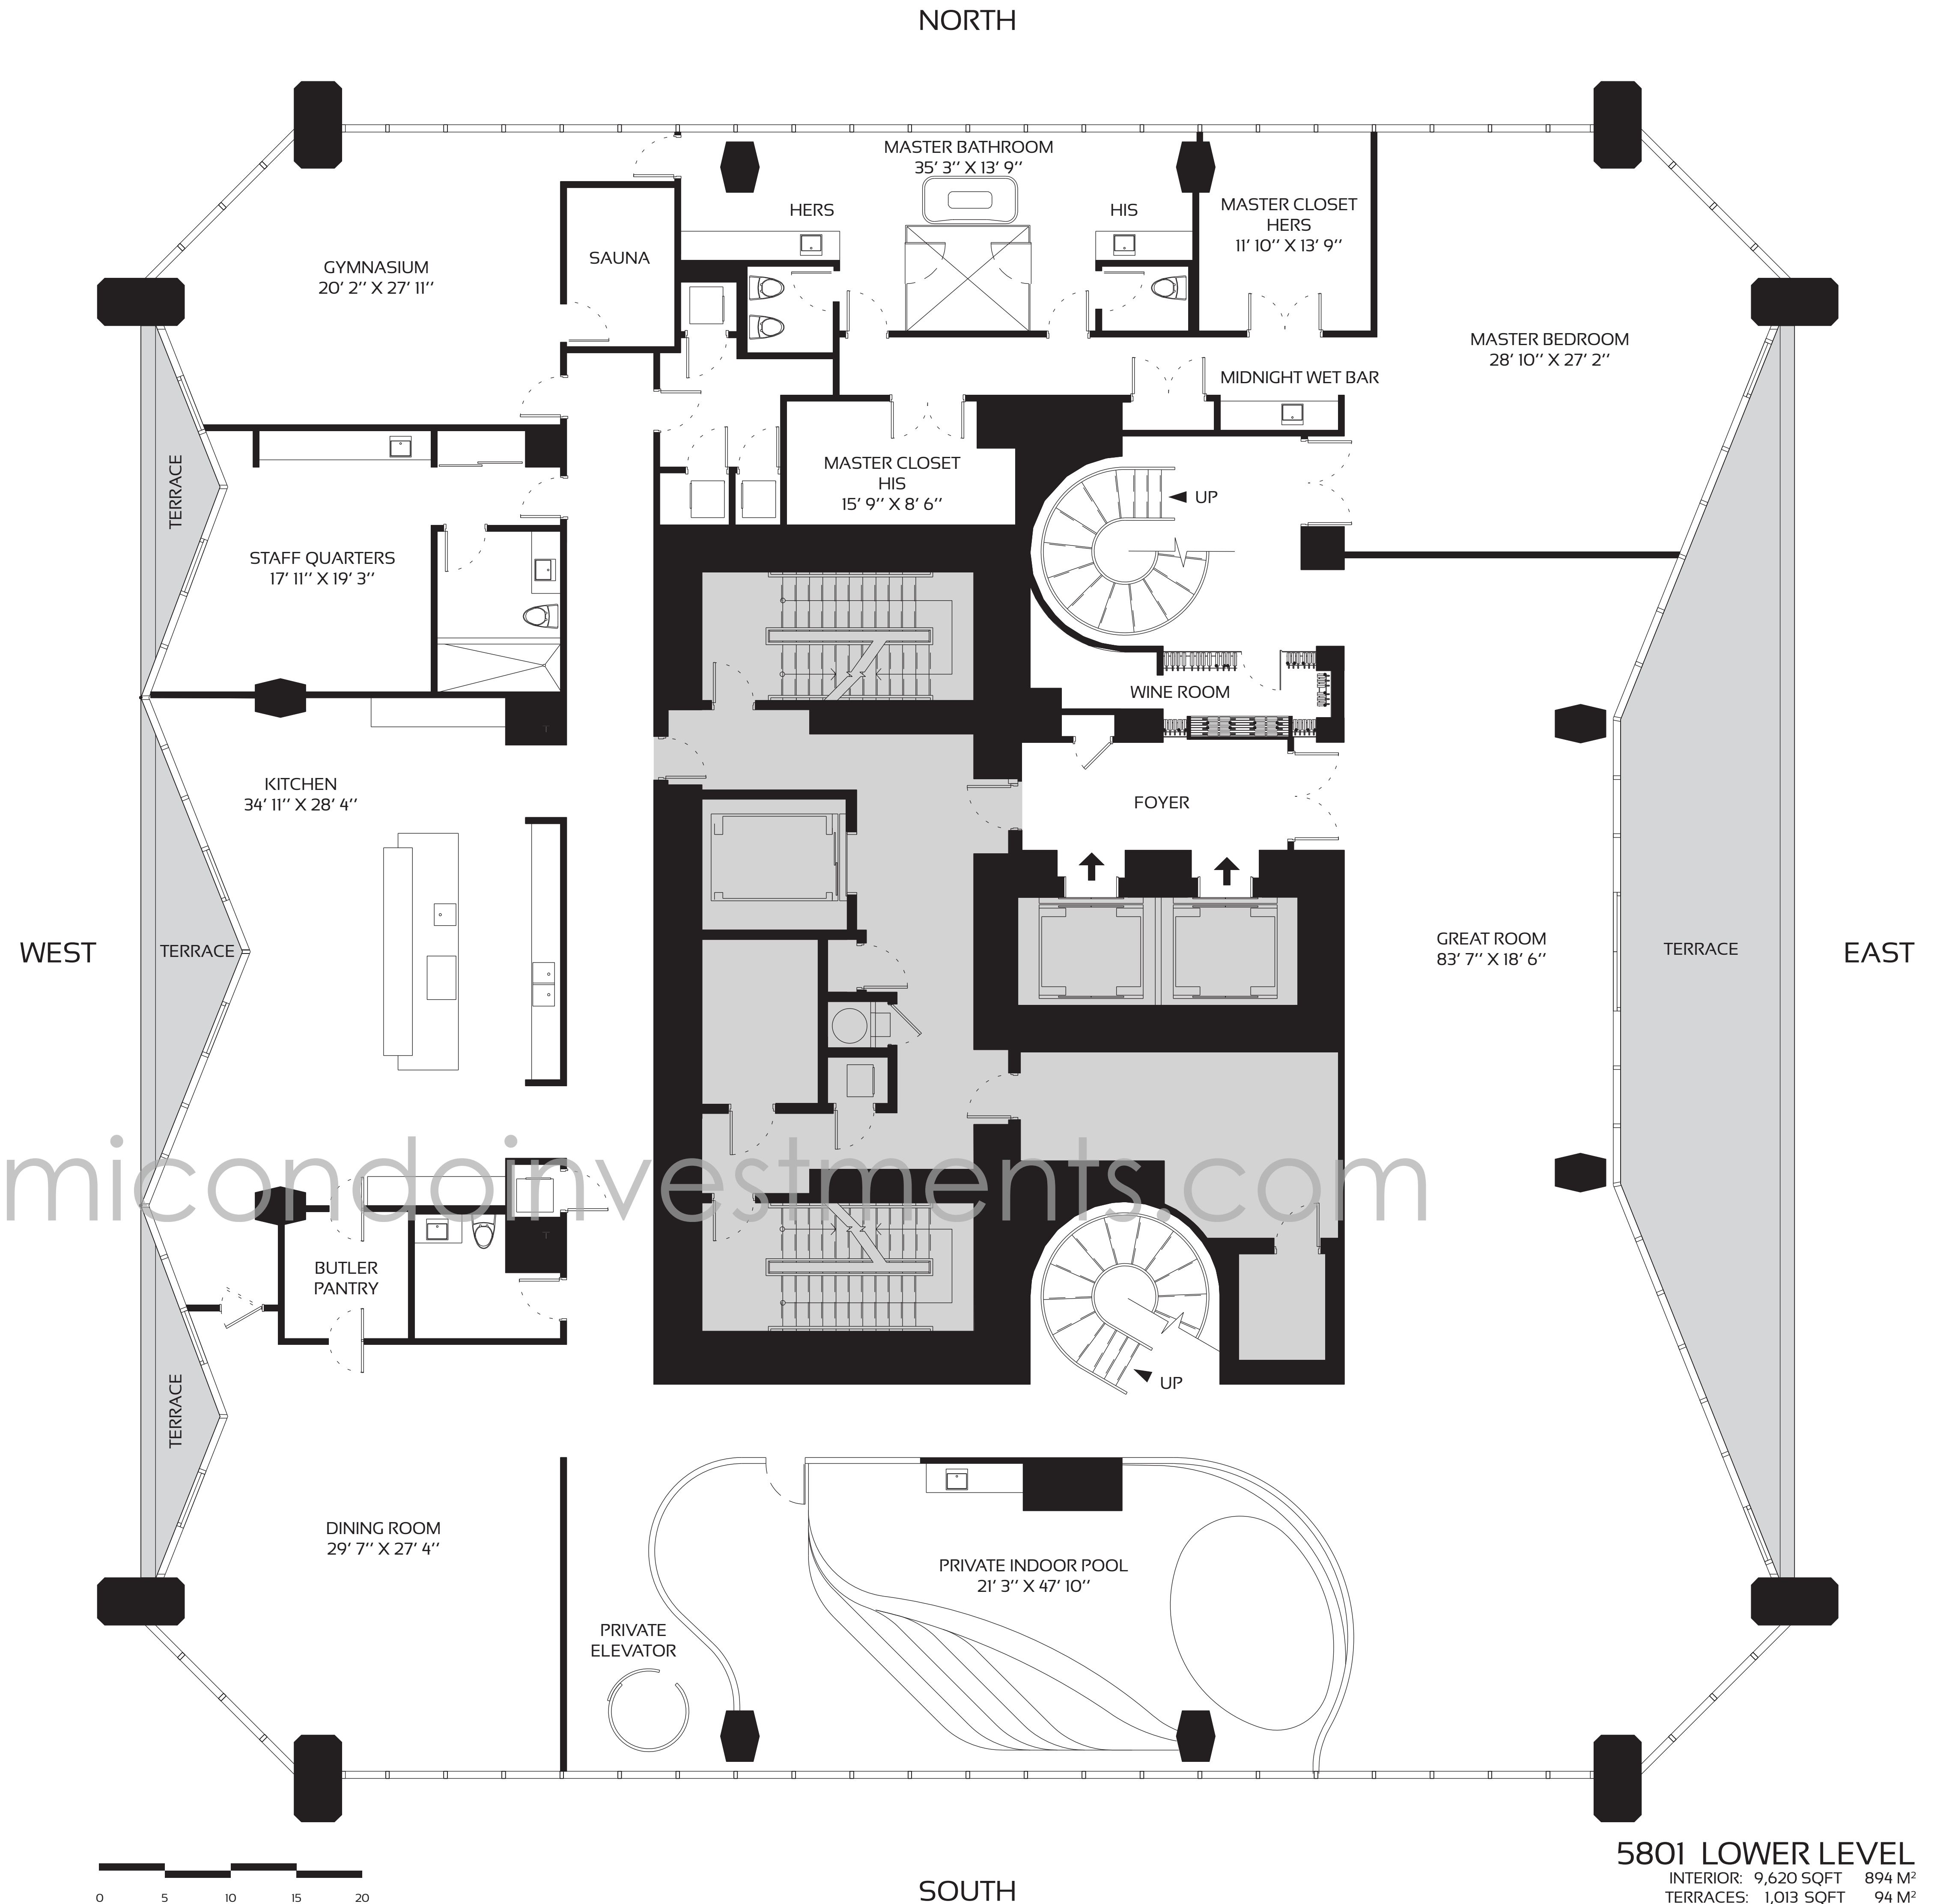 NORTH
MASTER BATHROOM
35' 3'' X 13' 9''
HERS
HIS
MASTER CLOSET
HERS
11' 10'' X 13' 9''
SAUNA
GYMNASIUM
20' 2'' X 27' 11''
MASTER BEDROOM
28' 10'' X 27' 2''
MIDNIGHT WET BAR
MASTER CLOSET
HIS
15' 9'' X 8' 6''
TERRACE
UP
STAFF QUARTERS
17' 11'' X 19' 3''
WINE ROOM
KITCHEN
34' 11'' X 28' 4''
FOYER
WEST
TERRACE
GREAT ROOM
83' 7'' X 18' 6''
TERRACE
EAST
micondoinvestments.com
BUTLER
PANTRY
TERRACE
UP
DINING ROOM
29' 7'' X 27' 4''
PRIVATE INDOOR POOL
21' 3'' X 47' 10''
PRIVATE
ELEVATOR
5801 LOWER LEVEL
INTERIOR: 9,620 SQFT 894 M²
TERRACES: 1,013 SQFT 94 M²
0 5 10 15 20
SOUTH